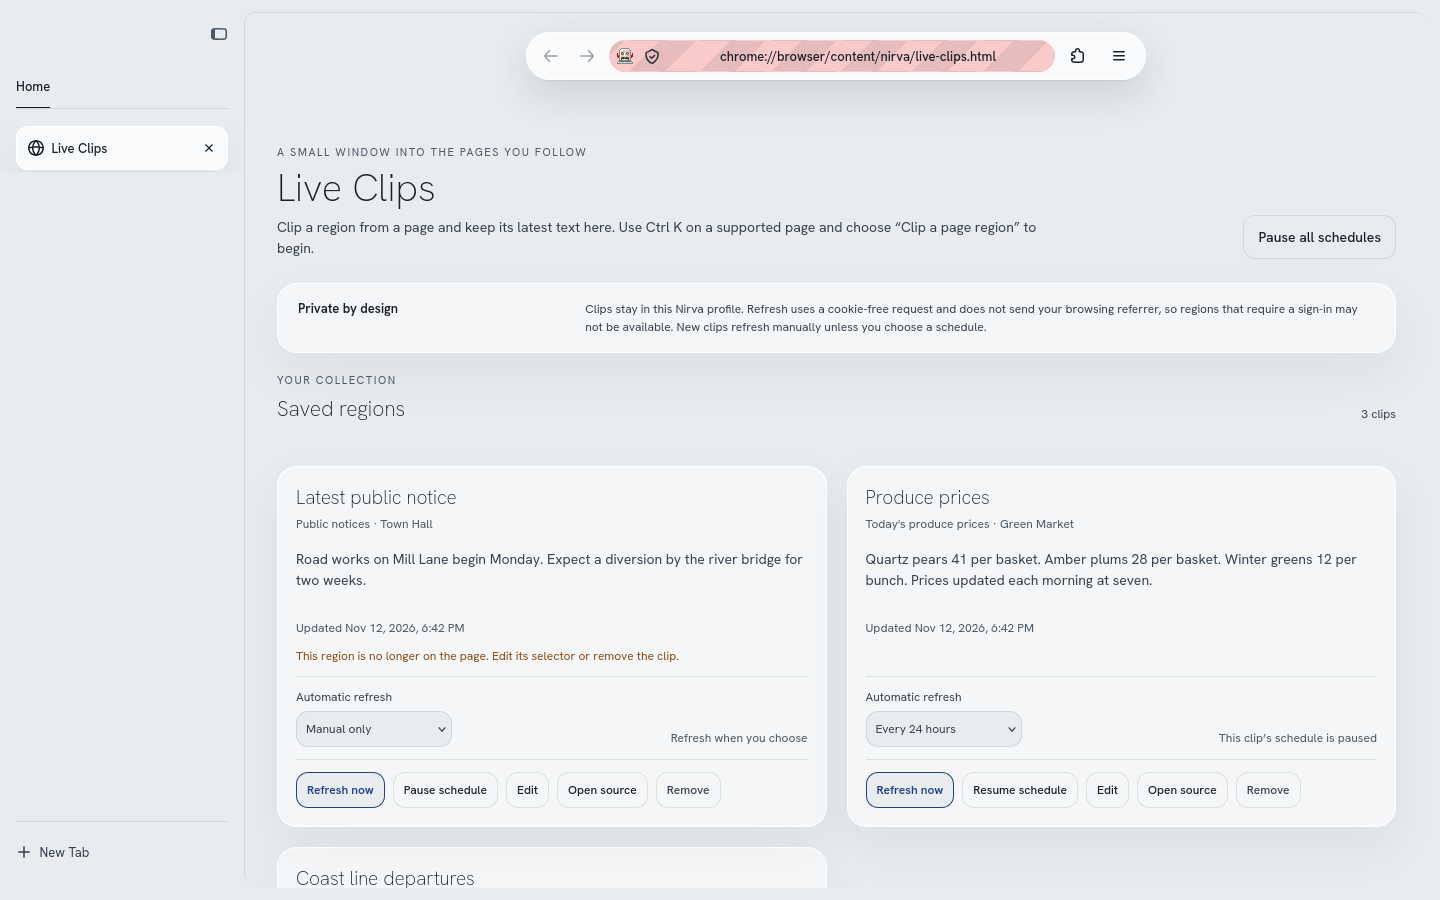 Home
Live Clips
New Tab
chrome://browser/content/nirva/live-clips.html
A SMALL WINDOW INTO THE PAGES YOU FOLLOW
Live Clips
Clip a region from a page and keep its latest text here. Use Ctrl K on a supported page and choose “Clip a page region” to
begin.
Pause all schedules
Private by design
Clips stay in this Nirva profile. Refresh uses a cookie-free request and does not send your browsing referrer, so regions that require a sign-in may
not be available. New clips refresh manually unless you choose a schedule.
YOUR COLLECTION
Saved regions
3 clips
Latest public notice
Public notices · Town Hall
Road works on Mill Lane begin Monday. Expect a diversion by the river bridge for
two weeks.
Updated Nov 12, 2026, 6:42 PM
This region is no longer on the page. Edit its selector or remove the clip.
Automatic refresh
Manual only
Refresh when you choose
Refresh now
Pause schedule
Edit
Open source
Remove
Produce prices
Today's produce prices · Green Market
Quartz pears 41 per basket. Amber plums 28 per basket. Winter greens 12 per
bunch. Prices updated each morning at seven.
Updated Nov 12, 2026, 6:42 PM
Automatic refresh
Every 24 hours
This clip’s schedule is paused
Refresh now
Resume schedule
Edit
Open source
Remove
Coast line departures